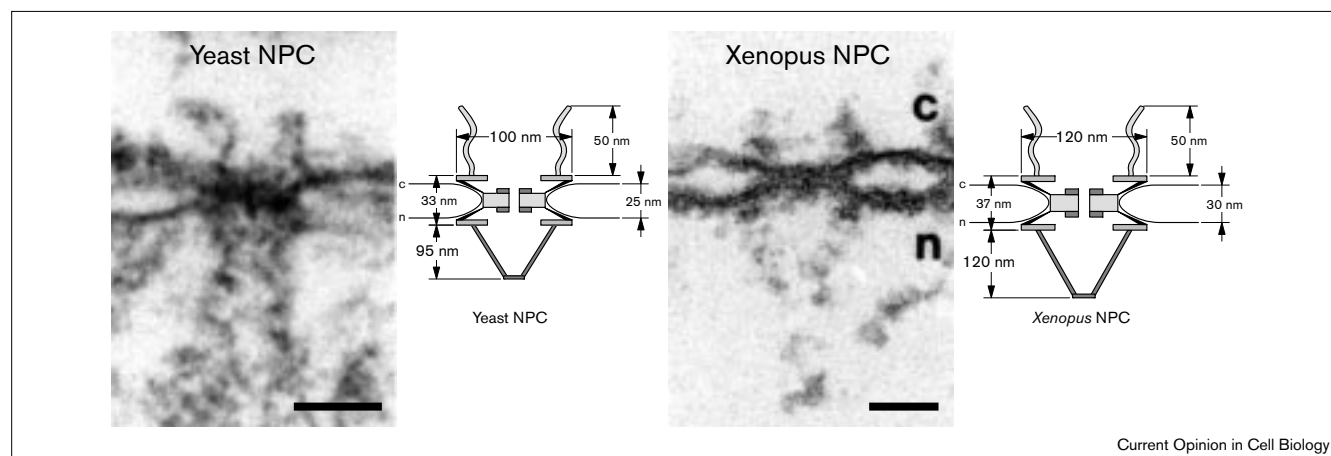 Yeast NPC
100 nm
50 nm
c
33 nm
25 nm
n
95 nm
Yeast NPC
Xenopus NPC
c
n
120 nm
50 nm
c
37 nm
30 nm
n
120 nm
Xenopus NPC
Current Opinion in Cell Biology